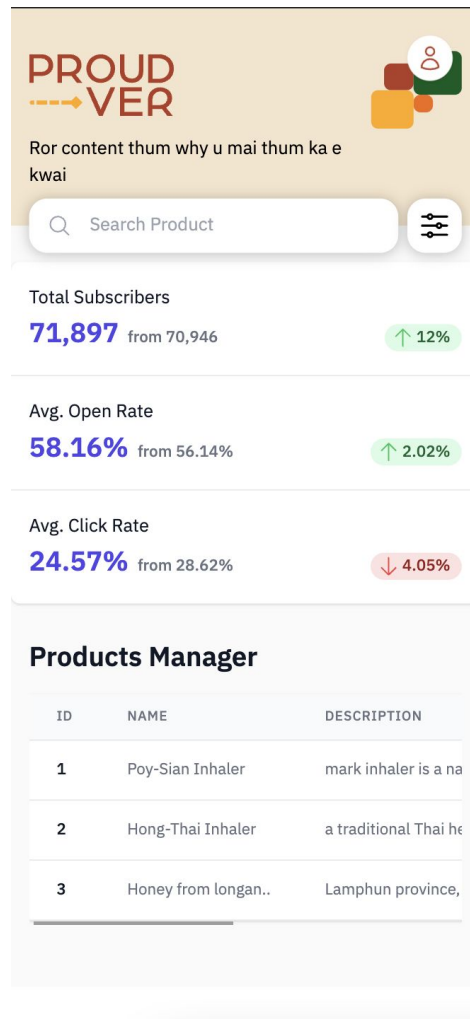 PROUD
VER
Ror content thum why u mai thum ka e
kwai
Search Product
Total Subscribers
71,897 from 70,946
12%
Avg. Open Rate
58.16% from 56.14%
2.02%
Avg. Click Rate
24.57% from 28.62%
4.05%
Products Manager
ID NAME DESCRIPTION
1 Poy-Sian Inhaler mark inhaler is a na
2 Hong-Thai Inhaler a traditional Thai he
3 Honey from longan.. Lamphun province,